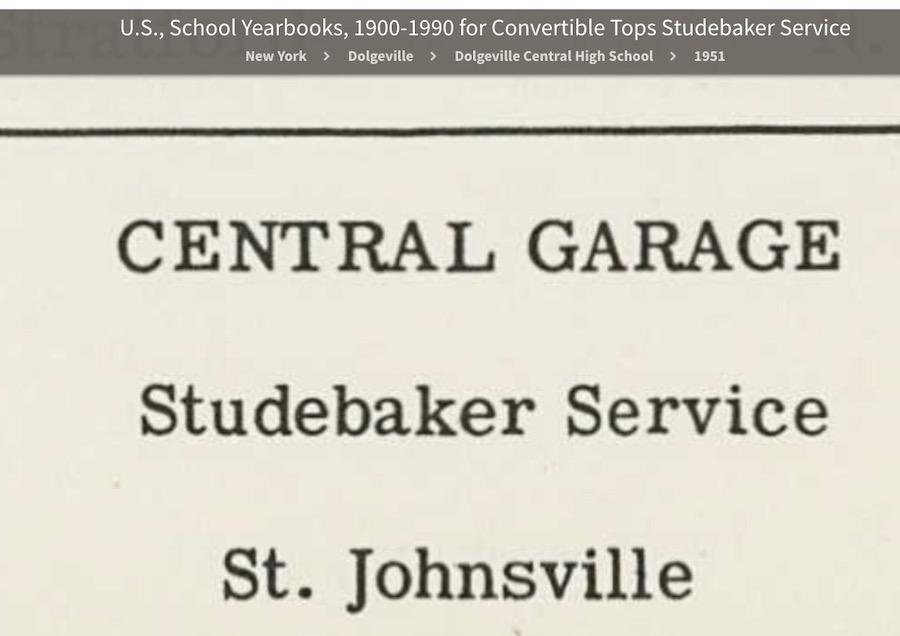 U.S., School Yearbooks, 1900-1990 for Convertible Tops Studebaker Service
New York > Dolgeville > Dolgeville Central High School > 1951
CENTRAL GARAGE
Studebaker Service
St. Johnsville